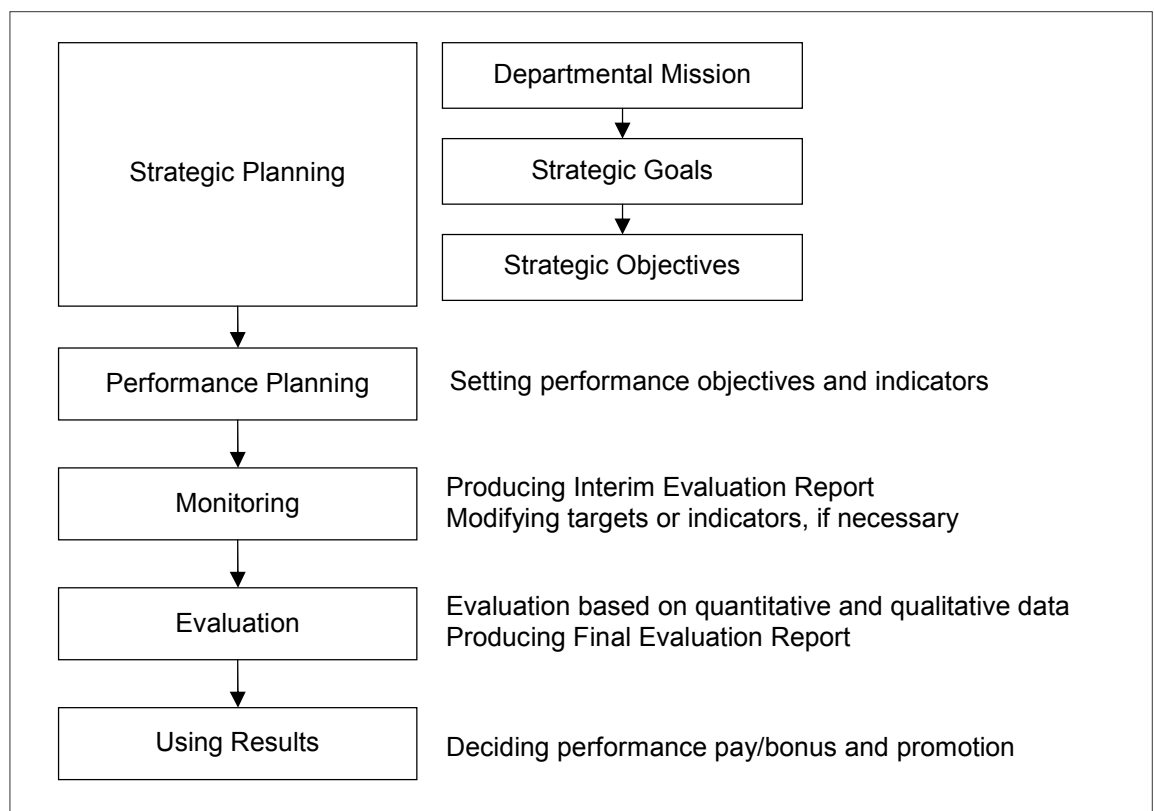 Strategic Planning
Departmental Mission
Strategic Goals
Strategic Objectives
Performance Planning
Setting performance objectives and indicators
Monitoring
Producing Interim Evaluation Report
Modifying targets or indicators, if necessary
Evaluation
Evaluation based on quantitative and qualitative data
Producing Final Evaluation Report
Using Results
Deciding performance pay/bonus and promotion